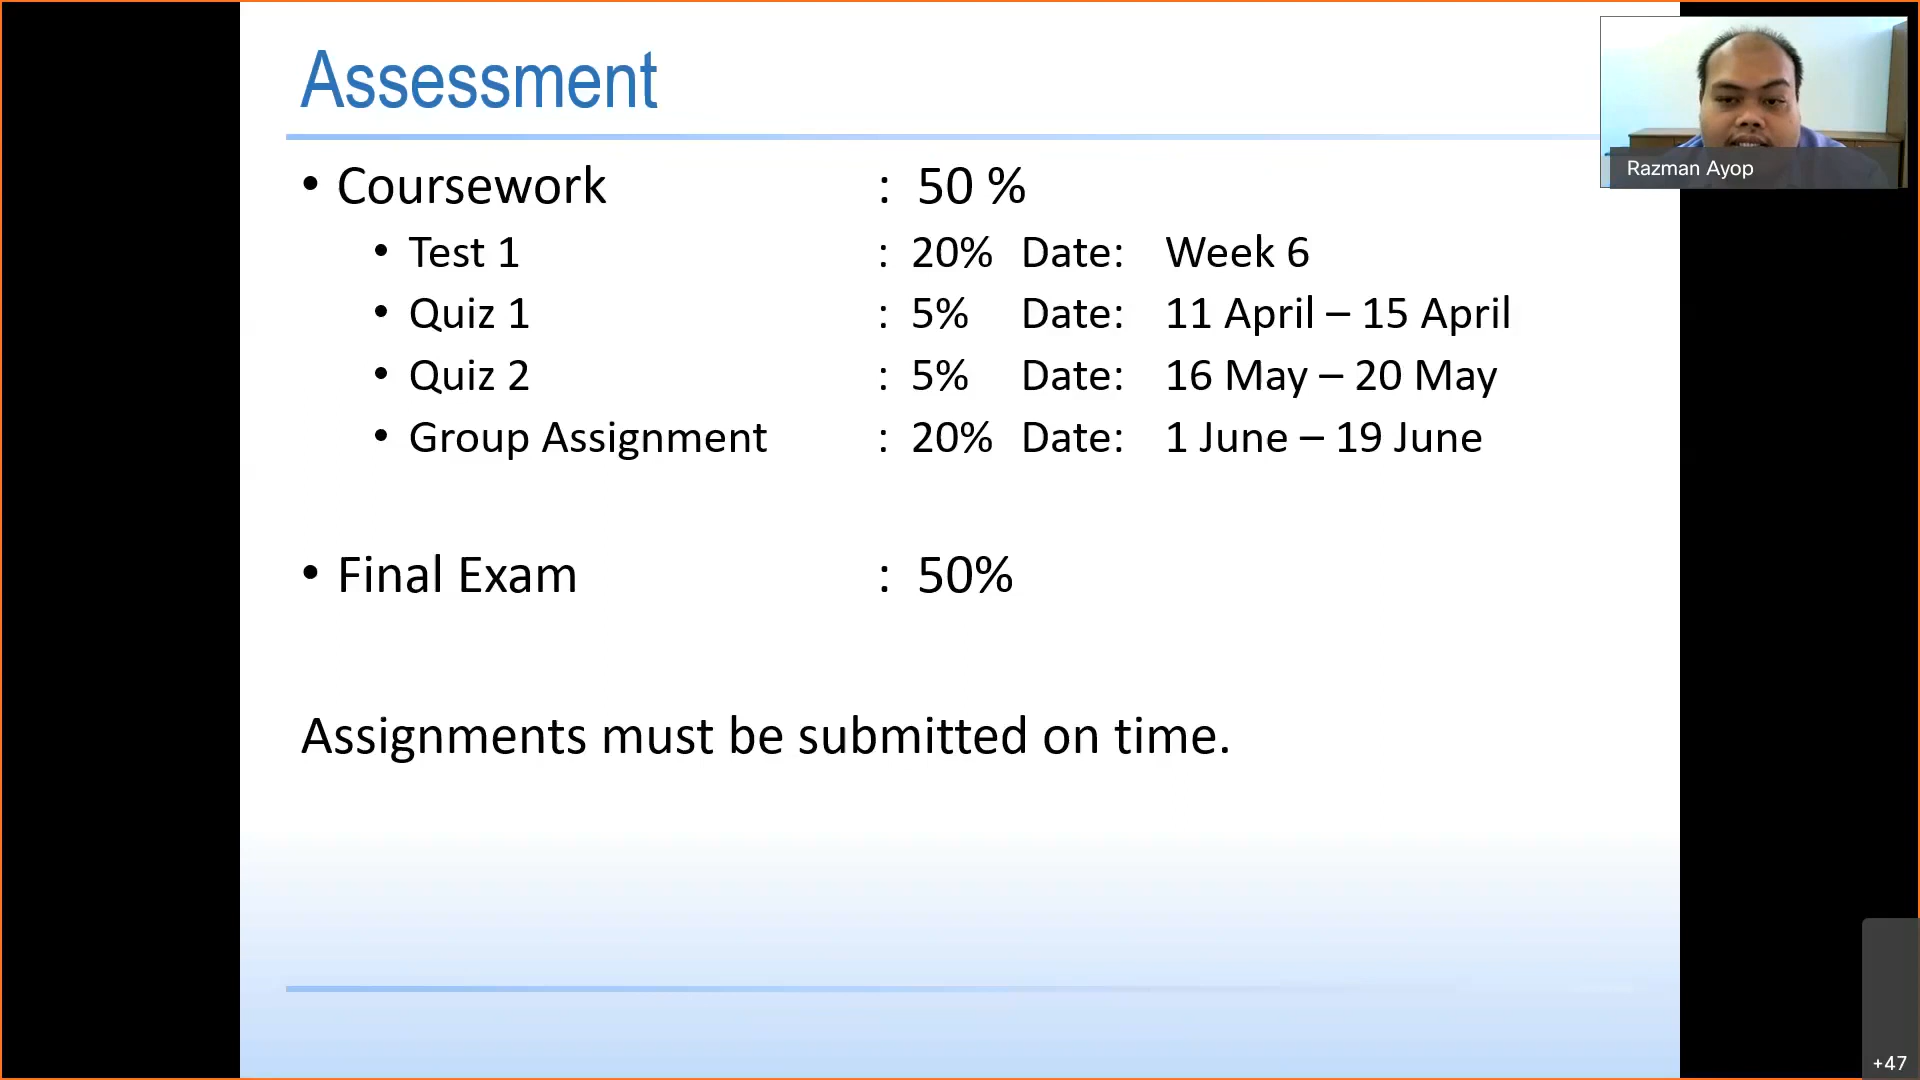 Assessment
• Coursework : 50 %
• Test 1 : 20% Date: Week 6
• Quiz 1 : 5% Date: 11 April – 15 April
• Quiz 2 : 5% Date: 16 May – 20 May
• Group Assignment : 20% Date: 1 June – 19 June
• Final Exam : 50%
Assignments must be submitted on time.
Razman Ayop
+47